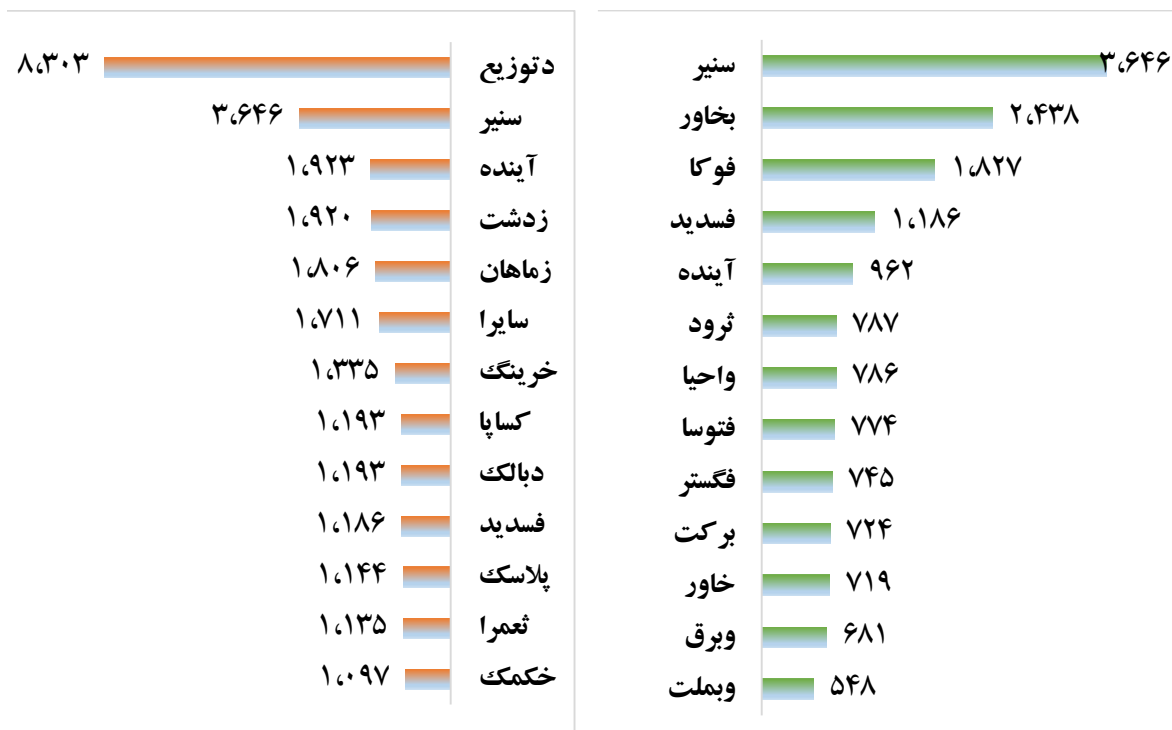 سنیر ۳،۶۴۶
بخاور ۲،۴۳۸
فوکا ۱،۸۲۷
فسدید ۱،۱۸۶
آینده ۹۶۲
ثرود ۷۸۷
واحیا ۷۸۶
فتوسا ۷۷۴
فگستر ۷۴۵
برکت ۷۲۴
خاور ۷۱۹
وبرق ۶۸۱
وبملت ۵۴۸
دتوزیع ۸،۳۰۳
سنیر ۳،۶۴۶
آینده ۱،۹۲۳
زدشت ۱،۹۲۰
زماهان ۱،۸۰۶
سایرا ۱،۷۱۱
خرینگ ۱،۳۳۵
کساپا ۱،۱۹۳
دبالک ۱،۱۹۳
فسدید ۱،۱۸۶
پلاسک ۱،۱۴۴
ثعمرا ۱،۱۳۵
خکمک ۱،۰۹۷